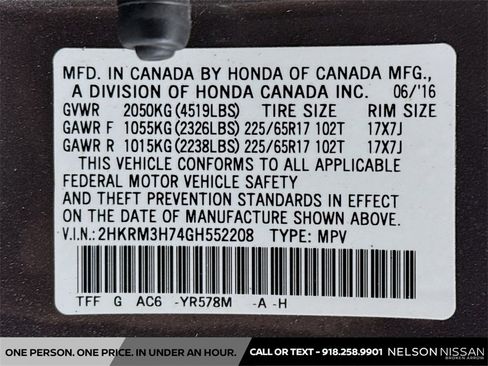 MFD. IN CANADA BY HONDA OF CANADA MFG.,
A DIVISION OF HONDA CANADA INC. 06/'16
GVWR 2050KG (4519LBS) TIRE SIZE RIM SIZE
GAWR F 1055KG (2326LBS) 225/65R17 102T 17X7J
GAWR R 1015KG (2238LBS) 225/65R17 102T 17X7J
THIS VEHICLE CONFORMS TO ALL APPLICABLE
FEDERAL MOTOR VEHICLE SAFETY
AND THEFT PREVENTION STANDARDS IN EFFECT
ON THE DATE OF MANUFACTURE SHOWN ABOVE.
V.I.N.: 2HKRM3H74GH552208 TYPE: MPV
TFF G AC6 -YR578M -A -H
ONE PERSON. ONE PRICE. IN UNDER AN HOUR. CALL OR TEXT - 918.258.9901 NELSON NISSAN
BROKEN ARROW